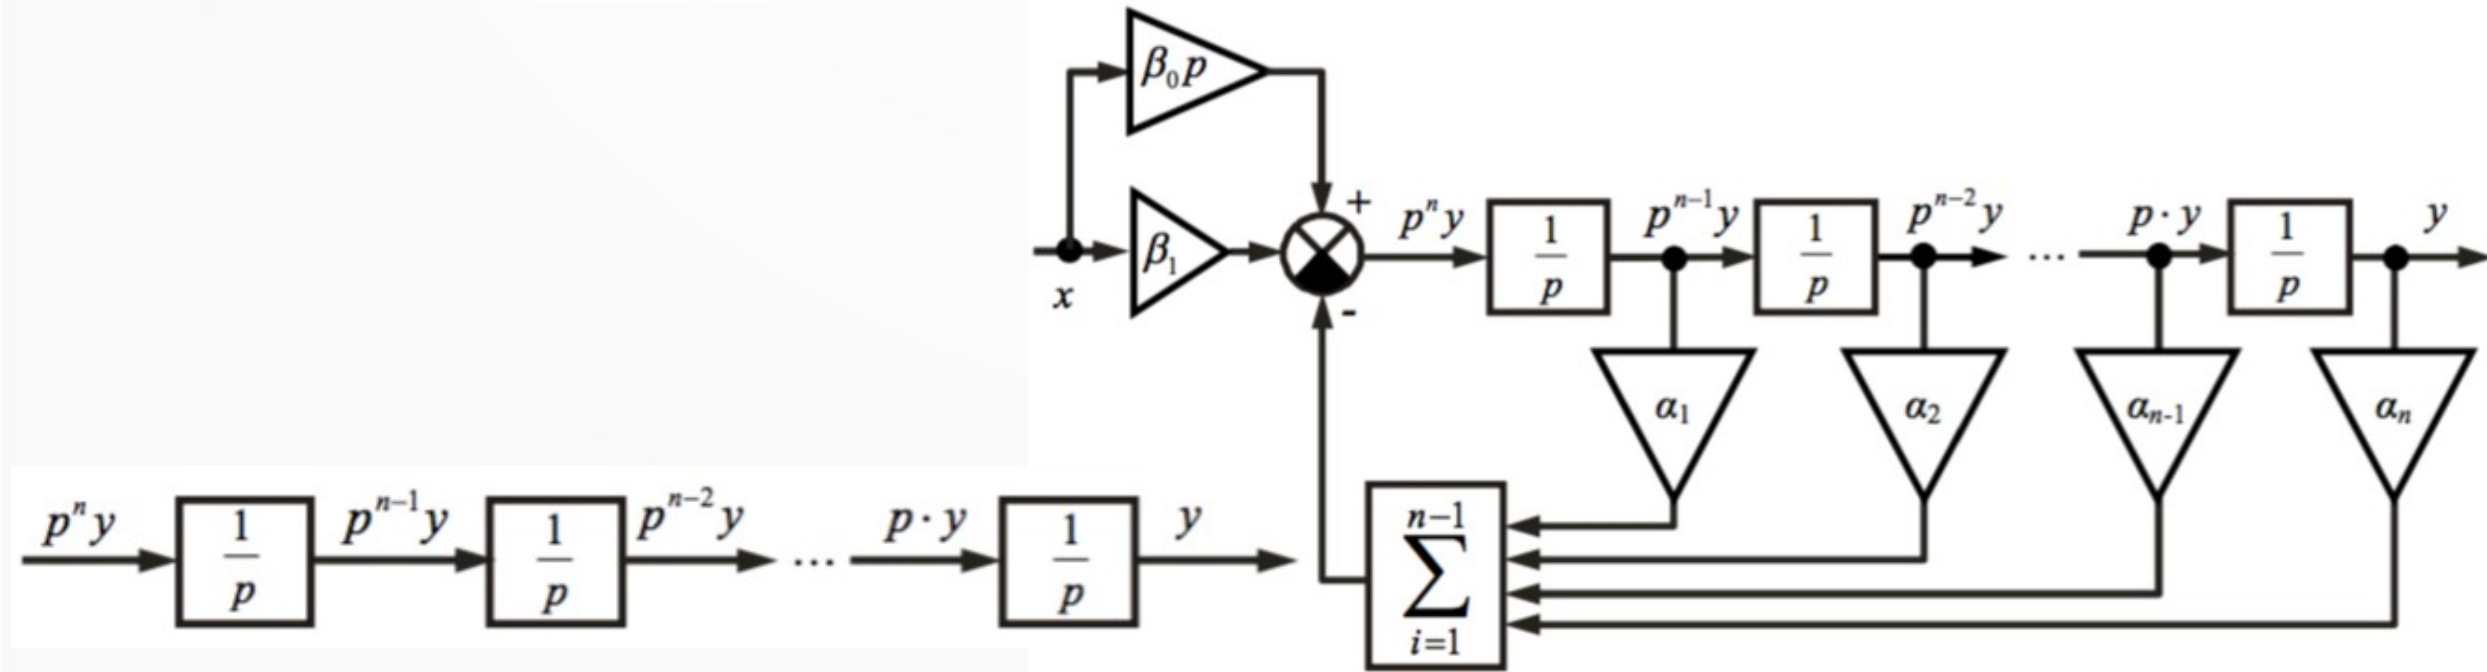 β₀p
β₁
x
+
-
pⁿy
1/p
pⁿ⁻¹y
1/p
pⁿ⁻²y
...
p·y
1/p
y
α₁
α₂
αₙ₋₁
αₙ
n−1
∑
i=1
pⁿy
1/p
pⁿ⁻¹y
1/p
pⁿ⁻²y
...
p·y
1/p
y